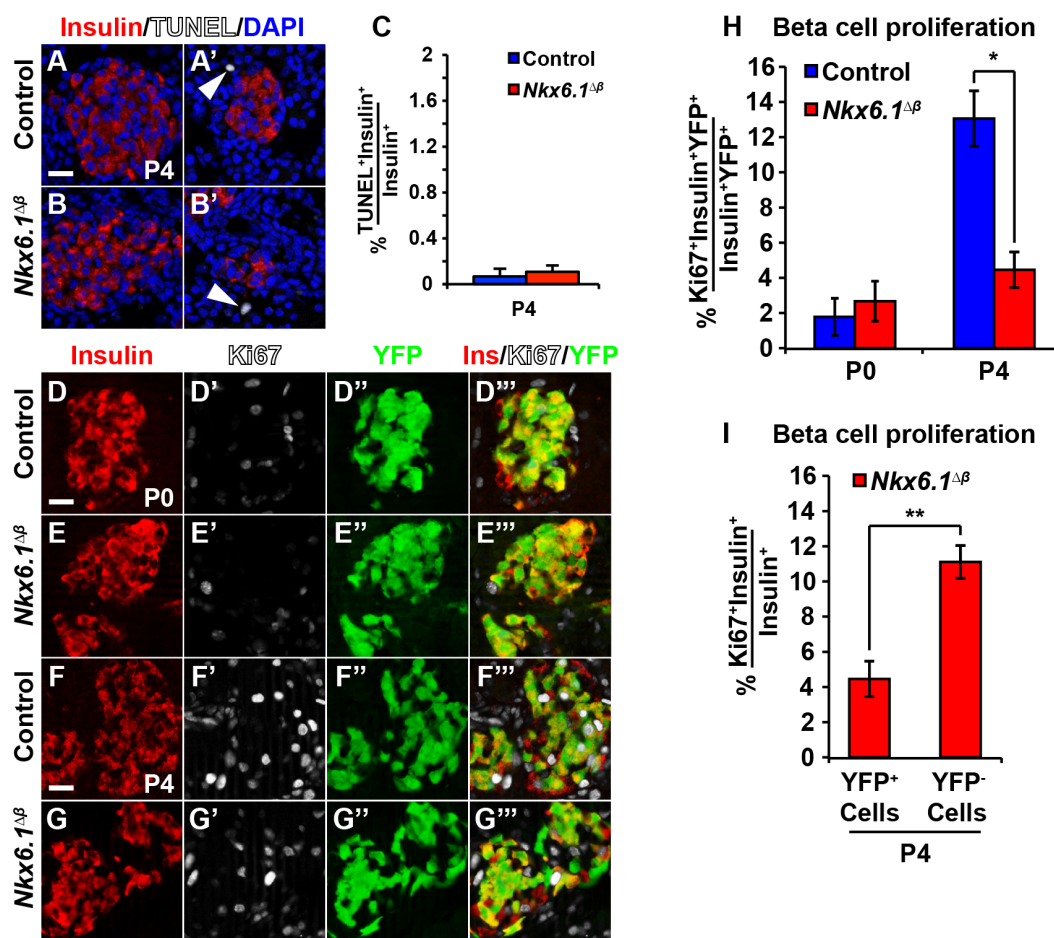 Insulin/TUNEL/DAPI
Control
Nkx6.1Δβ
A
A’
P4
B
B’
C
2
1.6
1.2
0.8
0.4
0
% TUNEL⁺Insulin⁺
Insulin⁺
Control
Nkx6.1Δβ
P4
Insulin
Ki67
YFP
Ins/Ki67/YFP
Control
D
D’
D’’
D’’’
P0
Nkx6.1Δβ
E
E’
E’’
E’’’
Control
F
F’
F’’
F’’’
P4
Nkx6.1Δβ
G
G’
G’’
G’’’
H
Beta cell proliferation
16
14
12
10
8
6
4
2
0
% Ki67⁺Insulin⁺YFP⁺
Insulin⁺YFP⁺
Control
Nkx6.1Δβ
*
P0
P4
I
Beta cell proliferation
16
14
12
10
8
6
4
2
0
% Ki67⁺Insulin⁺
Insulin⁺
Nkx6.1Δβ
**
YFP⁺
Cells
YFP⁻
Cells
P4